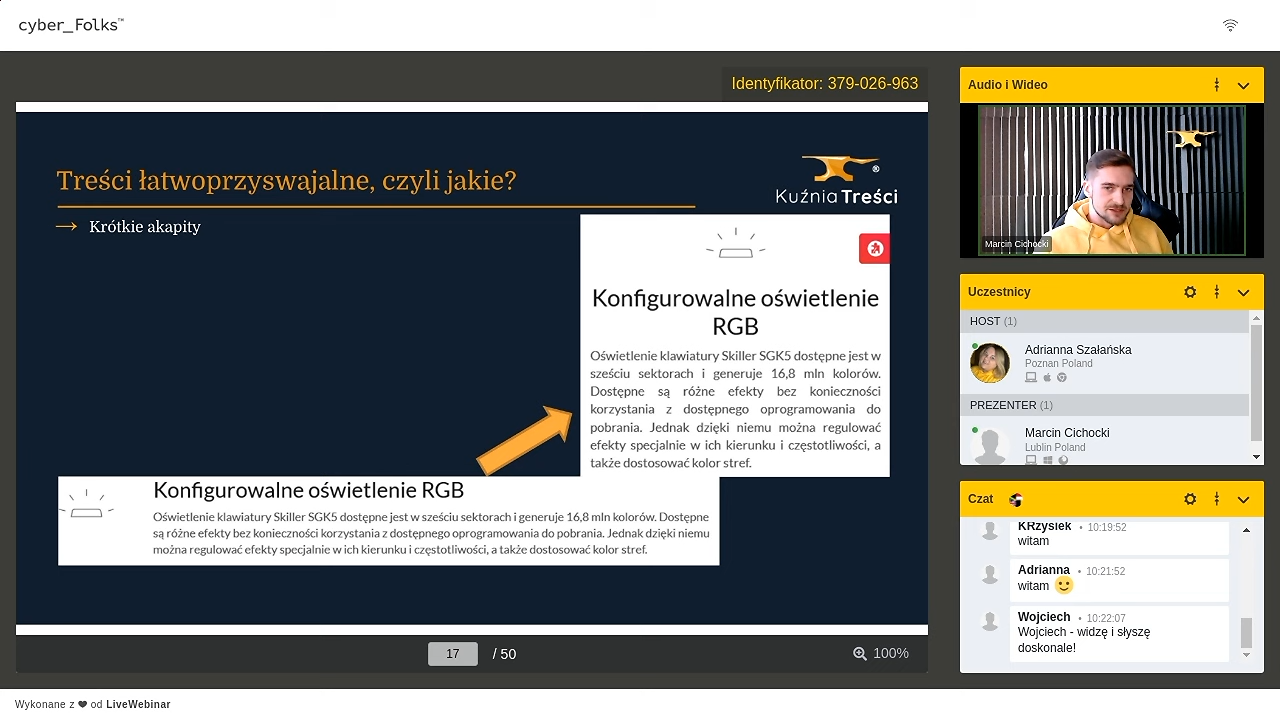 cyber_Folks™
Identyfikator: 379-026-963
Treści łatwoprzyswajalne, czyli jakie?
→ Krótkie akapity
®
Kuźnia Treści
Konfigurowalne oświetlenie
RGB
Oświetlenie klawiatury Skiller SGK5 dostępne jest w
sześciu sektorach i generuje 16,8 mln kolorów.
Dostępne są różne efekty bez konieczności
korzystania z dostępnego oprogramowania do
pobrania. Jednak dzięki niemu można regulować
efekty specjalnie w ich kierunku i częstotliwości, a
także dostosować kolor stref.
Konfigurowalne oświetlenie RGB
Oświetlenie klawiatury Skiller SGK5 dostępne jest w sześciu sektorach i generuje 16,8 mln kolorów. Dostępne
są różne efekty bez konieczności korzystania z dostępnego oprogramowania do pobrania. Jednak dzięki niemu
można regulować efekty specjalnie w ich kierunku i częstotliwości, a także dostosować kolor stref.
17 / 50
100%
Audio i Wideo
Marcin Cichocki
Uczestnicy
HOST (1)
Adrianna Szałańska
Poznan Poland
PREZENTER (1)
Marcin Cichocki
Lublin Poland
Czat
KRzysiek • 10:19:52
witam
Adrianna • 10:21:52
witam 🙂
Wojciech • 10:22:07
Wojciech - widzę i słyszę
doskonale!
Wykonane z ❤ od LiveWebinar